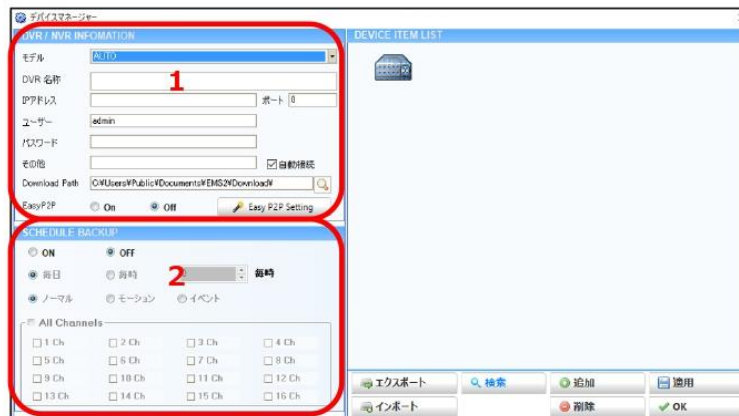 デバイスマネージャー
DVR / NVR INFOMATION
モデル AUTO
DVR 名称
1
IPアドレス ポート 0
ユーザー admin
パスワード
その他 自動接続
Download Path C:¥Users¥Public¥Documents¥EMS2¥Download¥
EasyP2P On Off Easy P2P Setting
SCHEDULE BACKUP
ON OFF
毎日 毎時 2 毎時
ノーマル モーション イベント
All Channels
1 Ch 2 Ch 3 Ch 4 Ch
5 Ch 6 Ch 7 Ch 8 Ch
9 Ch 10 Ch 11 Ch 12 Ch
13 Ch 14 Ch 15 Ch 16 Ch
DEVICE ITEM LIST
エクスポート 検索 追加 適用
インポート 削除 OK